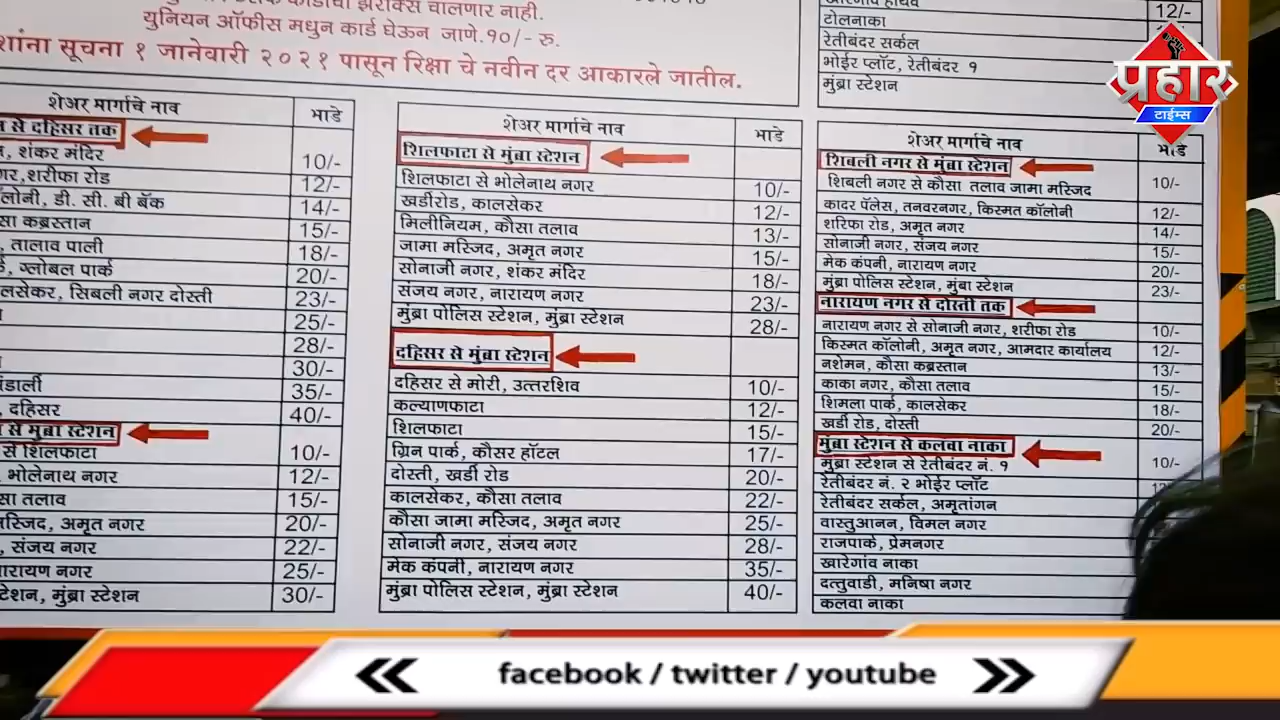 चालणार नाही.
युनियन ऑफीस मधुन कार्ड घेऊन जाणे.१०/- रु.
शांना सूचना १ जानेवारी २०२१ पासून रिक्षा चे नवीन दर आकारले जातील.
शेअर मार्गाचे नाव भाडे
से दहिसर तक
शंकर मंदिर 10/-
गर,शरीफा रोड 12/-
लोनी, डी. सी. बी बॅंक 14/-
सा कब्रस्तान 15/-
, तालाव पाली 18/-
, ग्लोबल पार्क 20/-
लसेकर, सिबली नगर दोस्ती 23/-
25/-
28/-
30/-
डार्ली 35/-
, दहिसर 40/-
से मुंब्रा स्टेशन
से शिलफाटा 10/-
भोलेनाथ नगर 12/-
सा तलाव 15/-
मस्जिद, अमृत नगर 20/-
, संजय नगर 22/-
ारायण नगर 25/-
टेशन, मुंब्रा स्टेशन 30/-
शेअर मार्गाचे नाव भाडे
शिलफाटा से मुंब्रा स्टेशन
शिलफाटा से भोलेनाथ नगर 10/-
खर्डीरोड, कालसेकर 12/-
मिलीनियम, कौसा तलाव 13/-
जामा मस्जिद, अमृत नगर 15/-
सोनाजी नगर, शंकर मंदिर 18/-
संजय नगर, नारायण नगर 23/-
मुंब्रा पोलिस स्टेशन, मुंब्रा स्टेशन 28/-
दहिसर से मुंब्रा स्टेशन
दहिसर से मोरी, उत्तरशिव 10/-
कल्याणफाटा 12/-
शिलफाटा 15/-
ग्रिन पार्क, कौसर हॉटल 17/-
दोस्ती, खर्डी रोड 20/-
कालसेकर, कौसा तलाव 22/-
कौसा जामा मस्जिद, अमृत नगर 25/-
सोनाजी नगर, संजय नगर 28/-
मेक कंपनी, नारायण नगर 35/-
मुंब्रा पोलिस स्टेशन, मुंब्रा स्टेशन 40/-
12/-
टोलनाका
रेतीबंदर सर्कल
भोईर प्लॉट, रेतीबंदर १
मुंब्रा स्टेशन
शेअर मार्गाचे नाव भाडे
शिबली नगर से मुंब्रा स्टेशन
शिबली नगर से कौसा तलाव जामा मस्जिद 10/-
कादर पॅलेस, तनवरनगर, किस्मत कॉलोनी 12/-
शरिफा रोड, अमृत नगर 14/-
सोनाजी नगर, संजय नगर 15/-
मेक कंपनी, नारायण नगर 20/-
मुंब्रा पोलिस स्टेशन, मुंब्रा स्टेशन 23/-
नारायण नगर से दोस्ती तक
नारायण नगर से सोनाजी नगर, शरीफा रोड 10/-
किस्मत कॉलोनी, अमृत नगर, आमदार कार्यालय 12/-
नशेमन, कौसा कब्रस्तान 13/-
काका नगर, कौसा तलाव 15/-
शिमला पार्क, कालसेकर 18/-
खर्डी रोड, दोस्ती 20/-
मुंब्रा स्टेशन से कलवा नाका
मुंब्रा स्टेशन से रेतीबंदर नं. १ 10/-
रेतीबंदर नं. २ भोईर प्लॉट
रेतीबंदर सर्कल, अमृतांगन
वास्तुआनन, विमल नगर
राजपार्क, प्रेमनगर
खारेगांव नाका
दत्तुवाडी, मनिषा नगर
कलवा नाका
प्रहार
टाईम्स
facebook / twitter / youtube